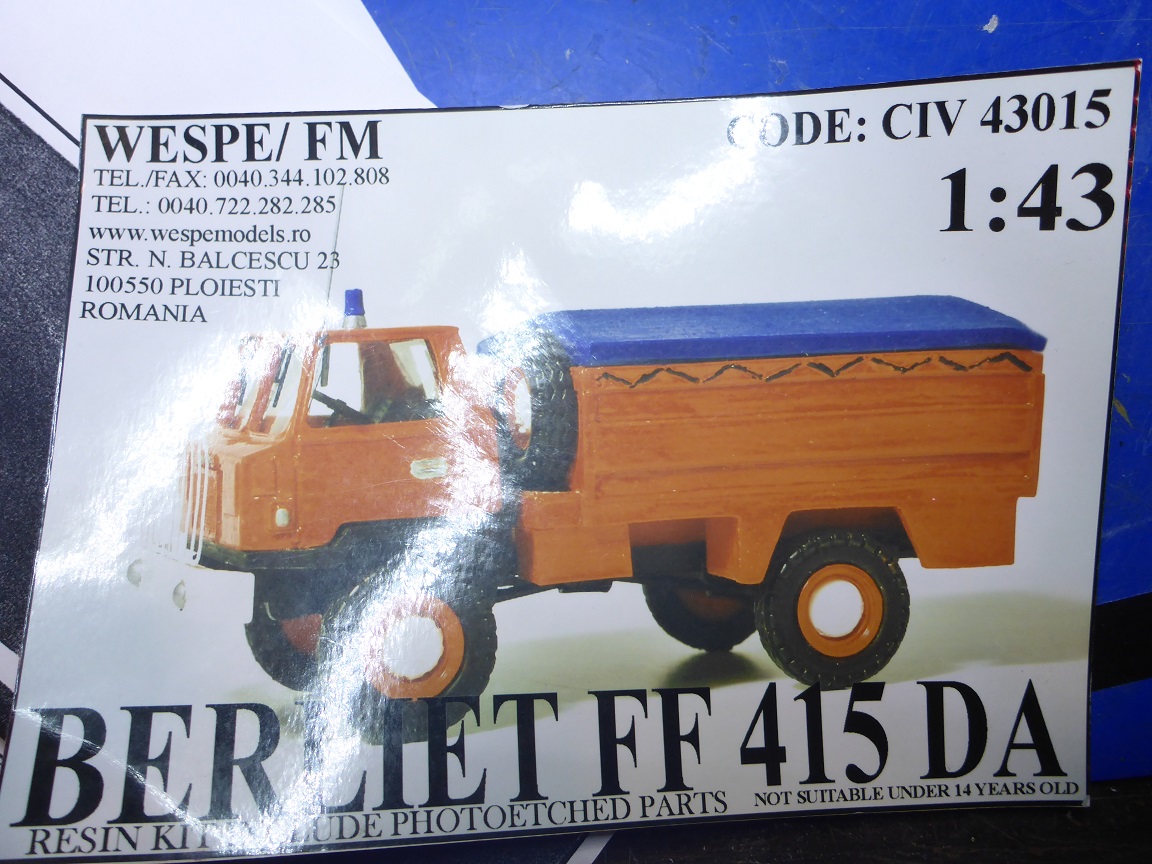 WESPE/ FM
TEL./FAX: 0040.344.102.808
TEL.: 0040.722.282.285
www.wespemodels.ro
STR. N. BALCESCU 23
100550 PLOIESTI
ROMANIA
CODE: CIV 43015
1:43
BERLIET FF 415 DA
RESIN KIT PHOTOETCHED PARTS
NOT SUITABLE UNDER 14 YEARS OLD